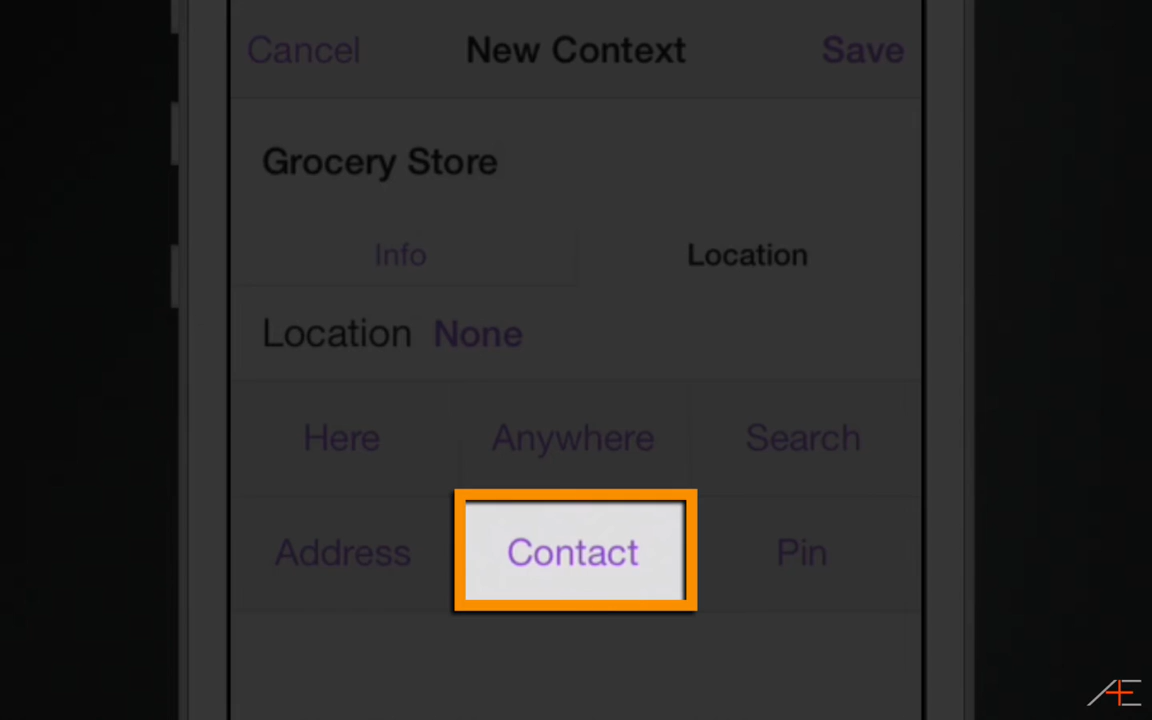 Cancel New Context Save
Grocery Store
Info Location
Location None
Here Anywhere Search
Address Contact Pin
Æ